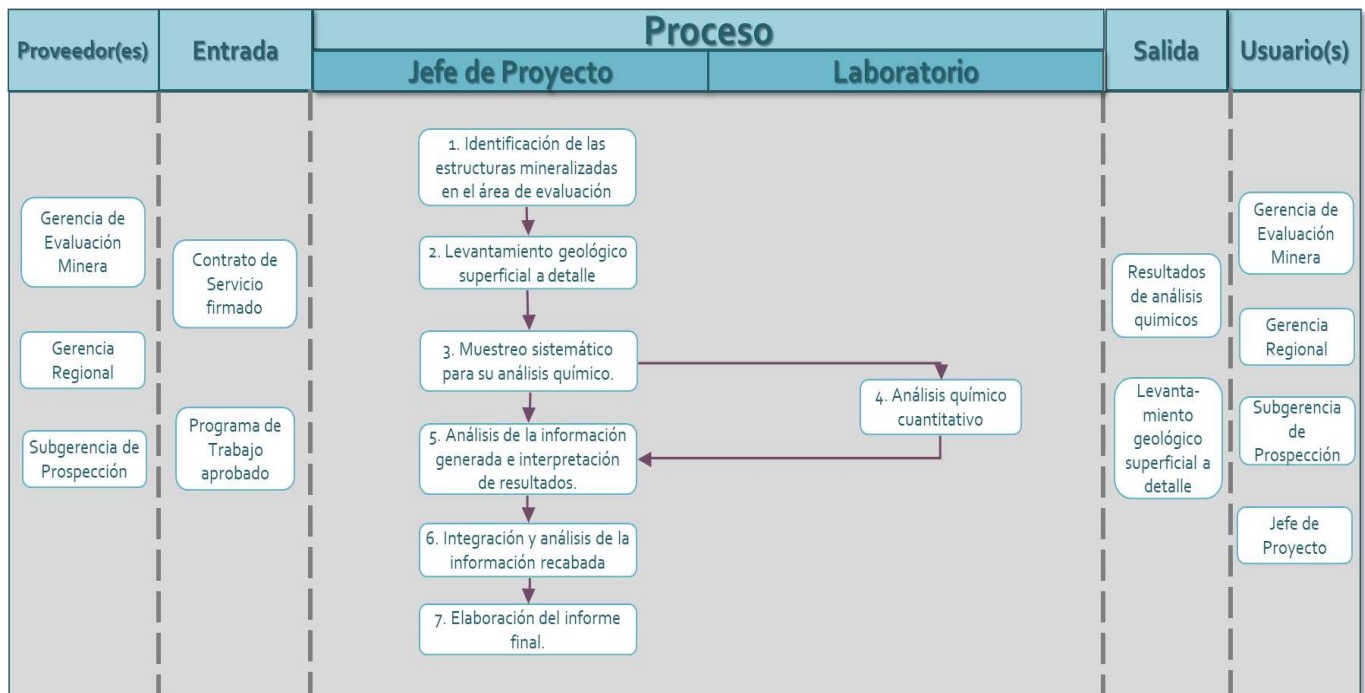 Proveedor(es)
Entrada
Proceso
Jefe de Proyecto
Laboratorio
Salida
Usuario(s)
Gerencia de
Evaluación
Minera
Gerencia
Regional
Subgerencia de
Prospección
Contrato de
Servicio
firmado
Programa de
Trabajo
aprobado
1. Identificación de las
estructuras mineralizadas
en el área de evaluación
2. Levantamiento geológico
superficial a detalle
3. Muestreo sistemático
para su análisis químico.
4. Análisis químico
cuantitativo
5. Análisis de la información
generada e interpretación
de resultados.
6. Integración y análisis de la
información recabada
7. Elaboración del informe
final.
Resultados
de análisis
quimicos
Levanta-
miento
geológico
superficial a
detalle
Gerencia de
Evaluación
Minera
Gerencia
Regional
Subgerencia
de
Prospección
Jefe de
Proyecto